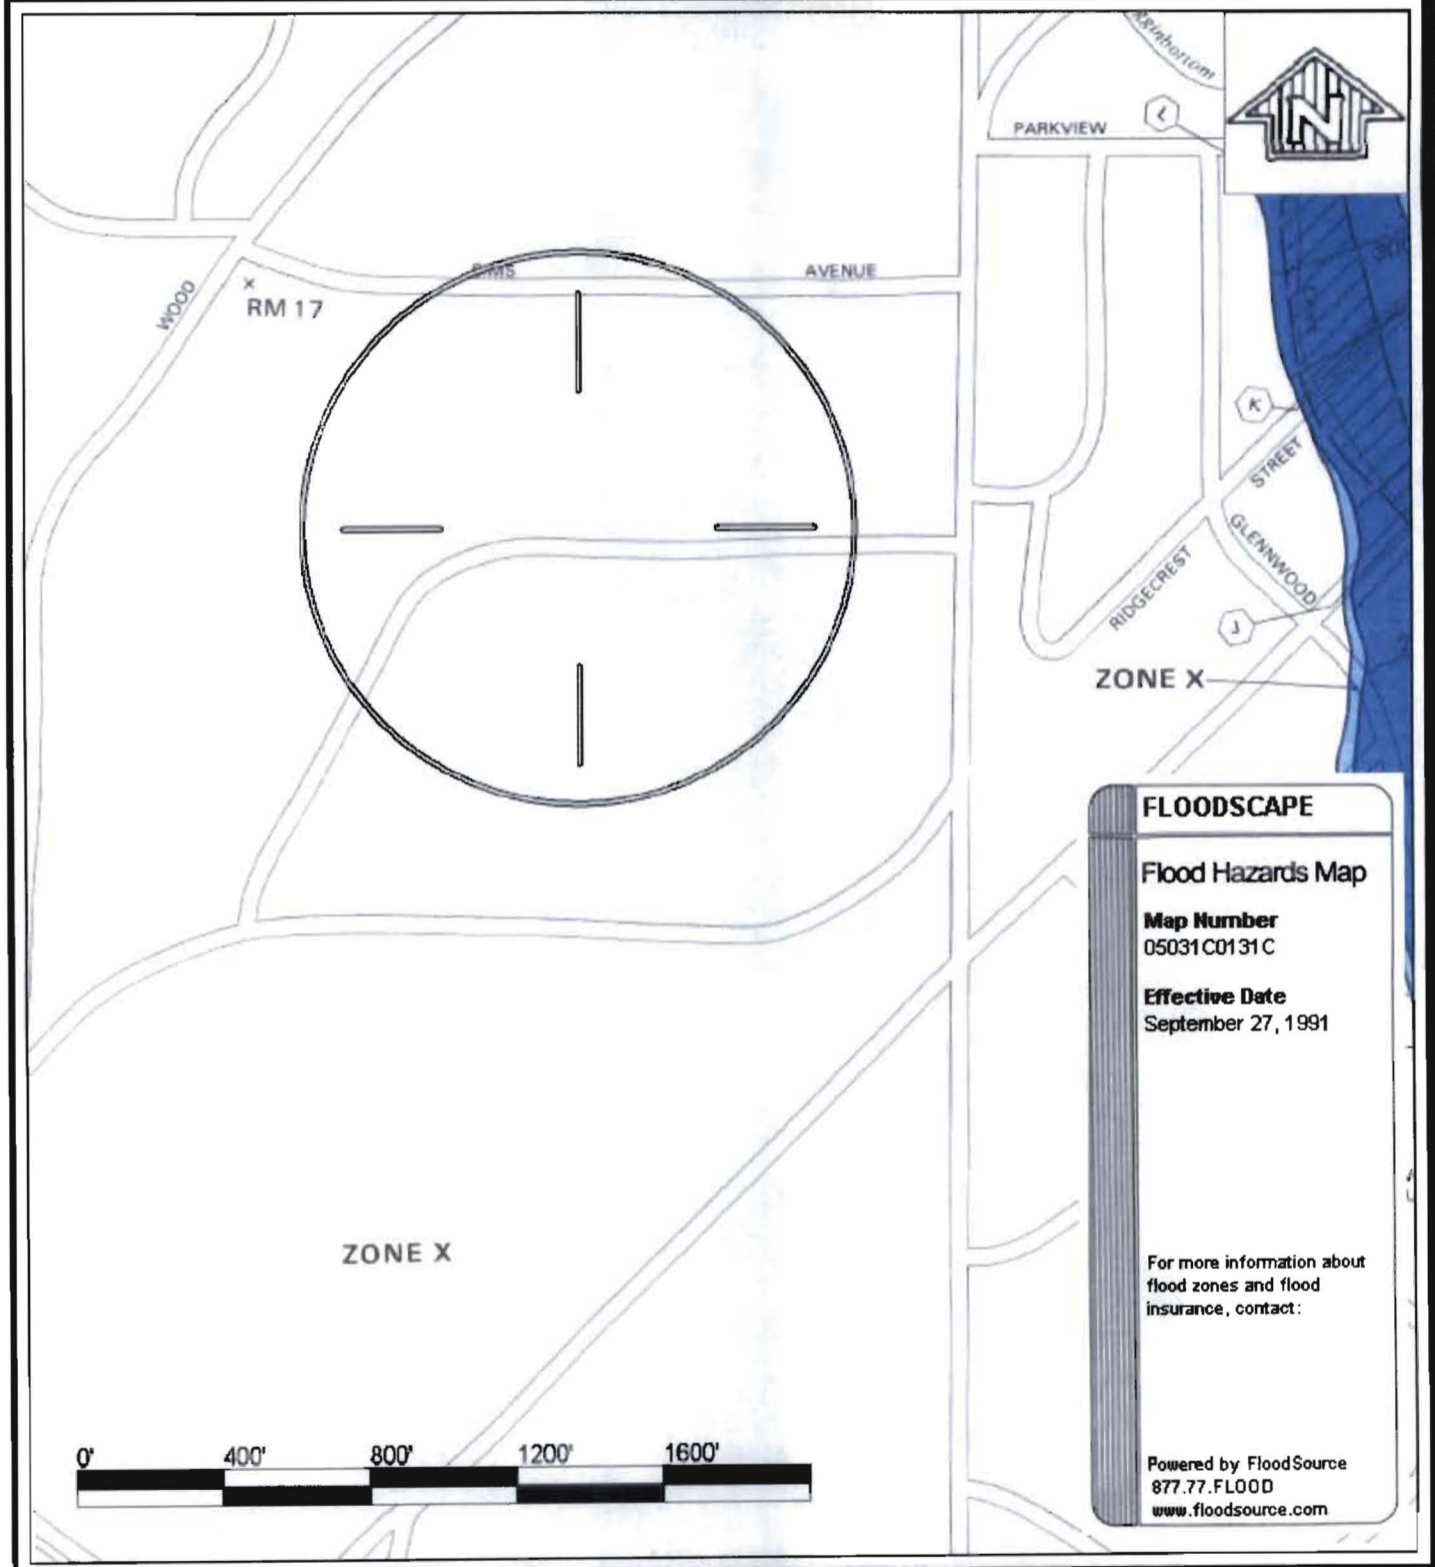 PARKVIEW
L
N
SIMS AVENUE
WOOD
RM 17
K
STREET
GLENNWOOD
RIDGECREST
J
ZONE X
FLOODSCAPE
Flood Hazards Map
Map Number
05031C0131C
Effective Date
September 27, 1991
ZONE X
For more information about
flood zones and flood
insurance, contact:
0' 400' 800' 1200' 1600'
Powered by FloodSource
877.77.FLOOD
www.floodsource.com